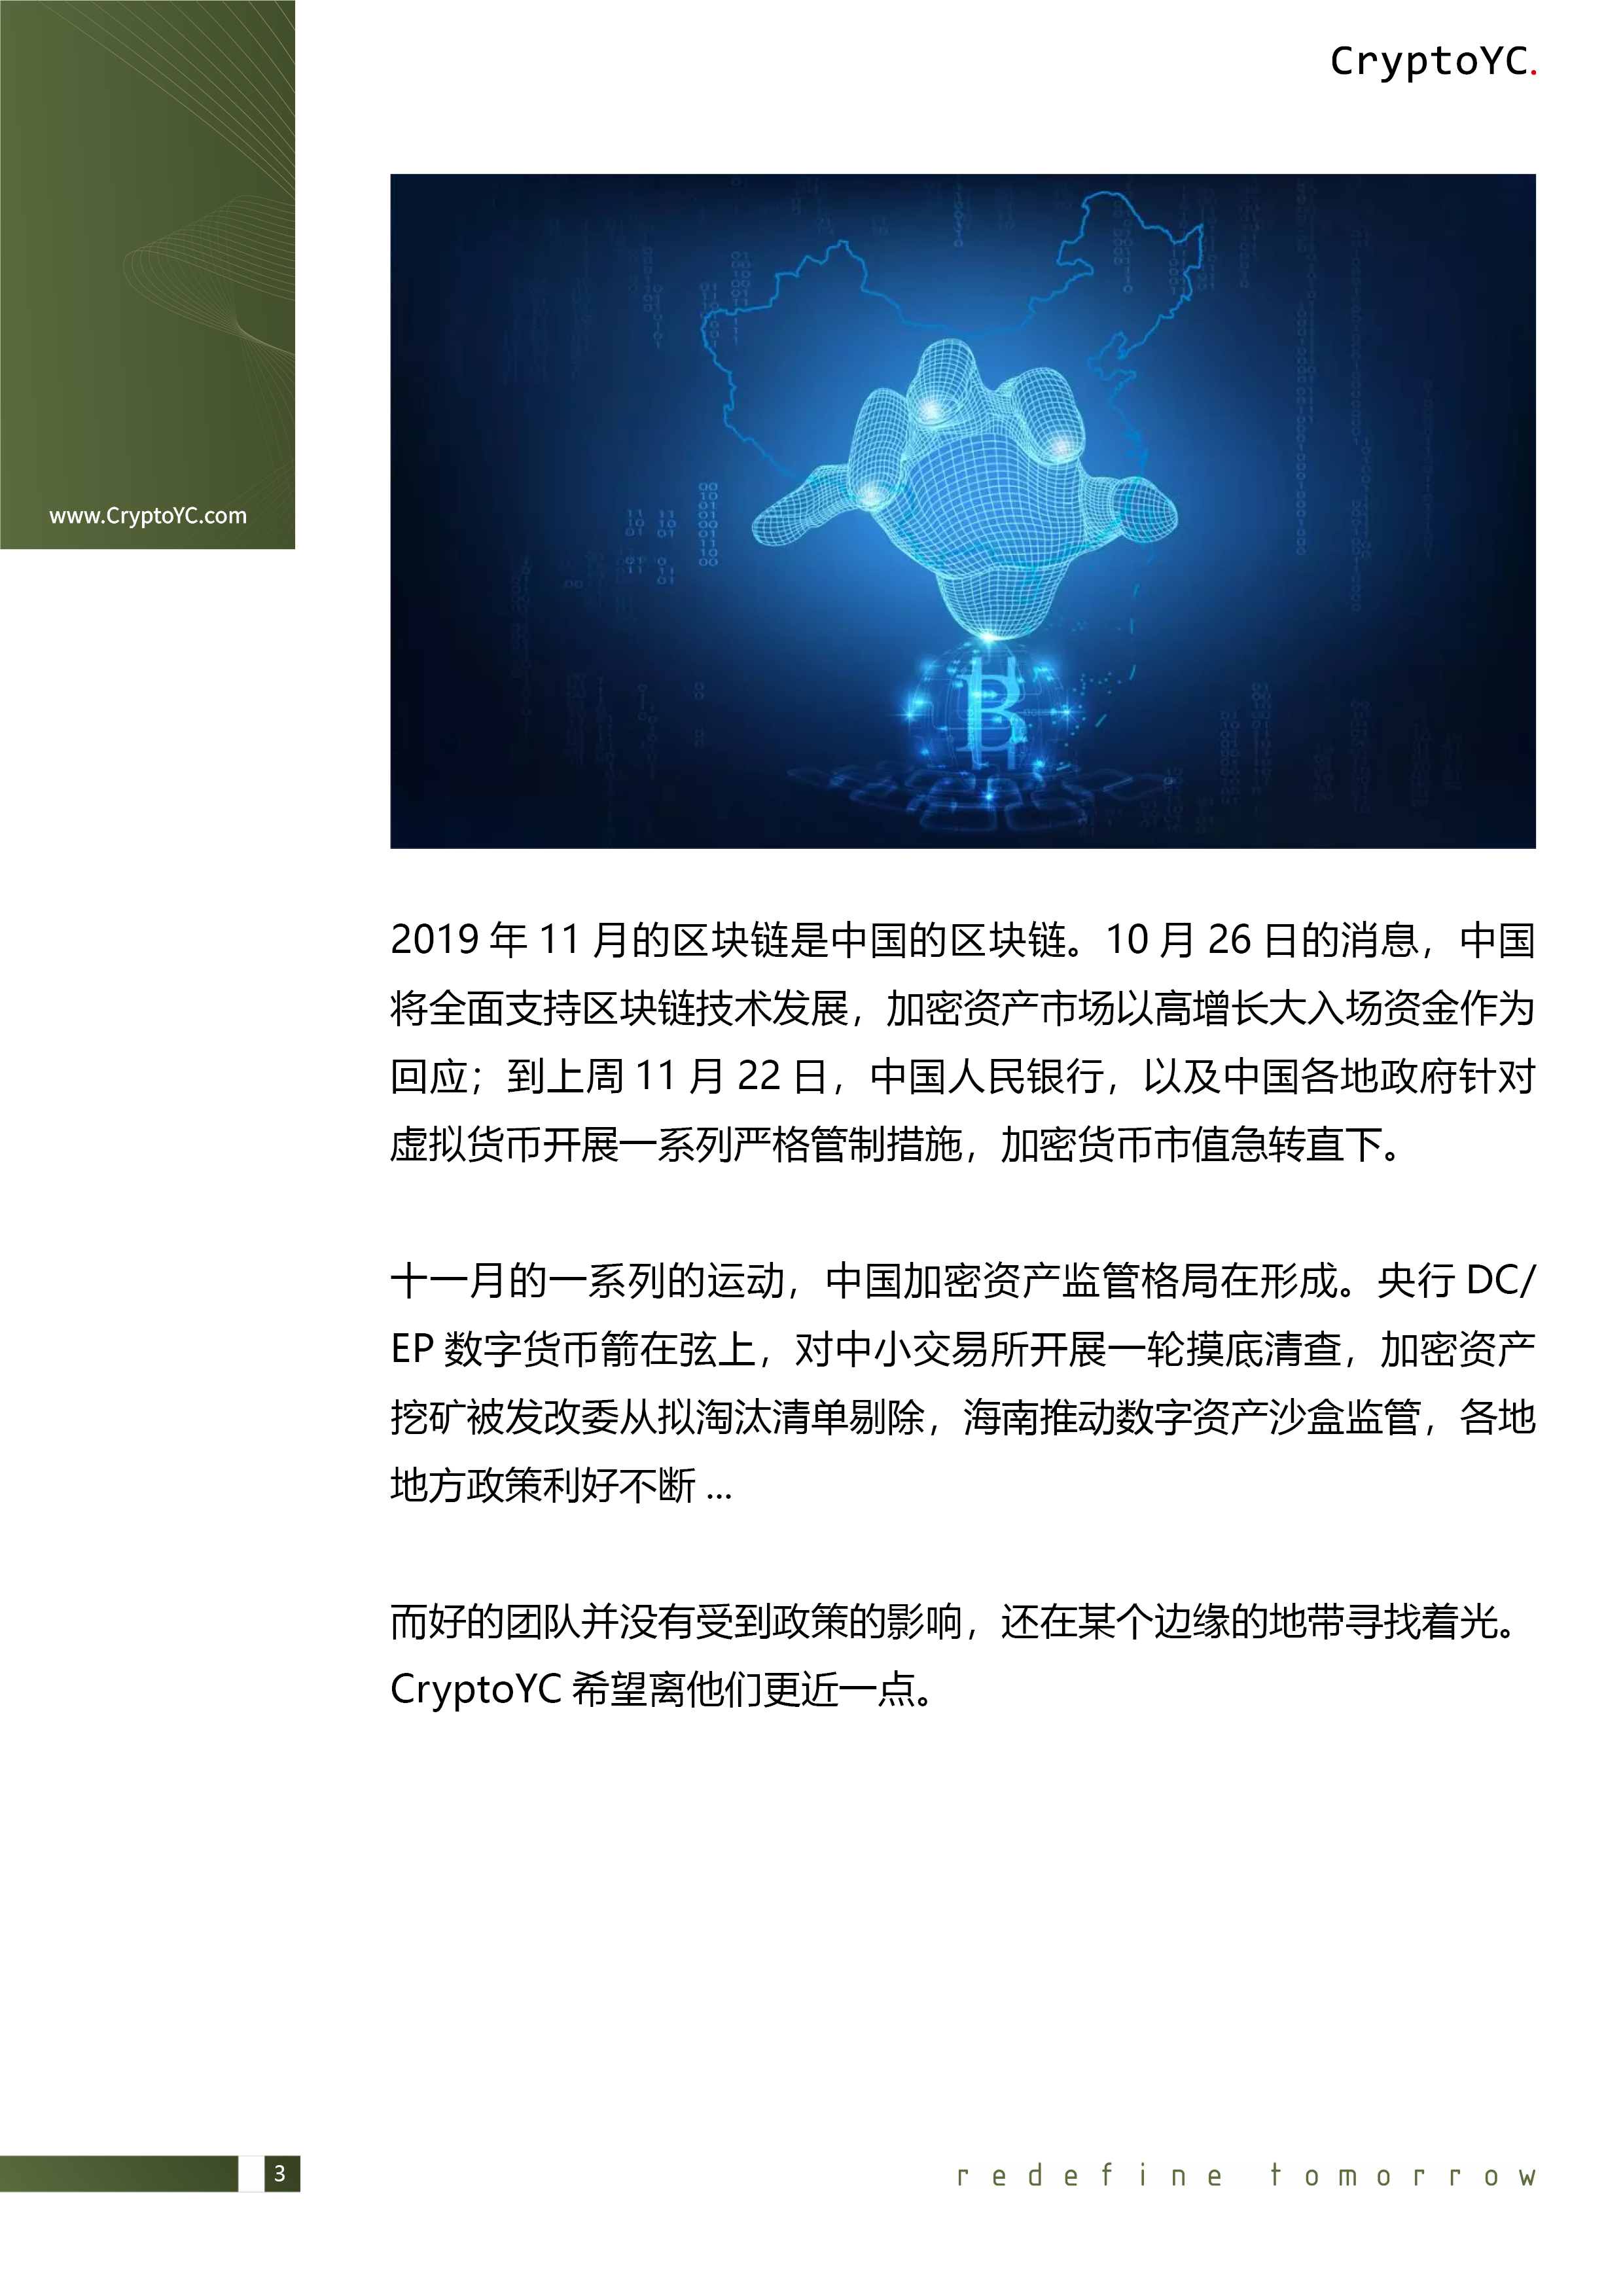 CryptoYC.
www.CryptoYC.com
2019 年 11 月的区块链是中国的区块链。10 月 26 日的消息，中国
将全面支持区块链技术发展，加密资产市场以高增长大入场资金作为
回应；到上周 11 月 22 日，中国人民银行，以及中国各地政府针对
虚拟货币开展一系列严格管制措施，加密货币市值急转直下。
十一月的一系列的运动，中国加密资产监管格局在形成。央行 DC/
EP 数字货币箭在弦上，对中小交易所开展一轮摸底清查，加密资产
挖矿被发改委从拟淘汰清单剔除，海南推动数字资产沙盒监管，各地
地方政策利好不断 ...
而好的团队并没有受到政策的影响，还在某个边缘的地带寻找着光。
CryptoYC 希望离他们更近一点。
3
redefine tomorrow